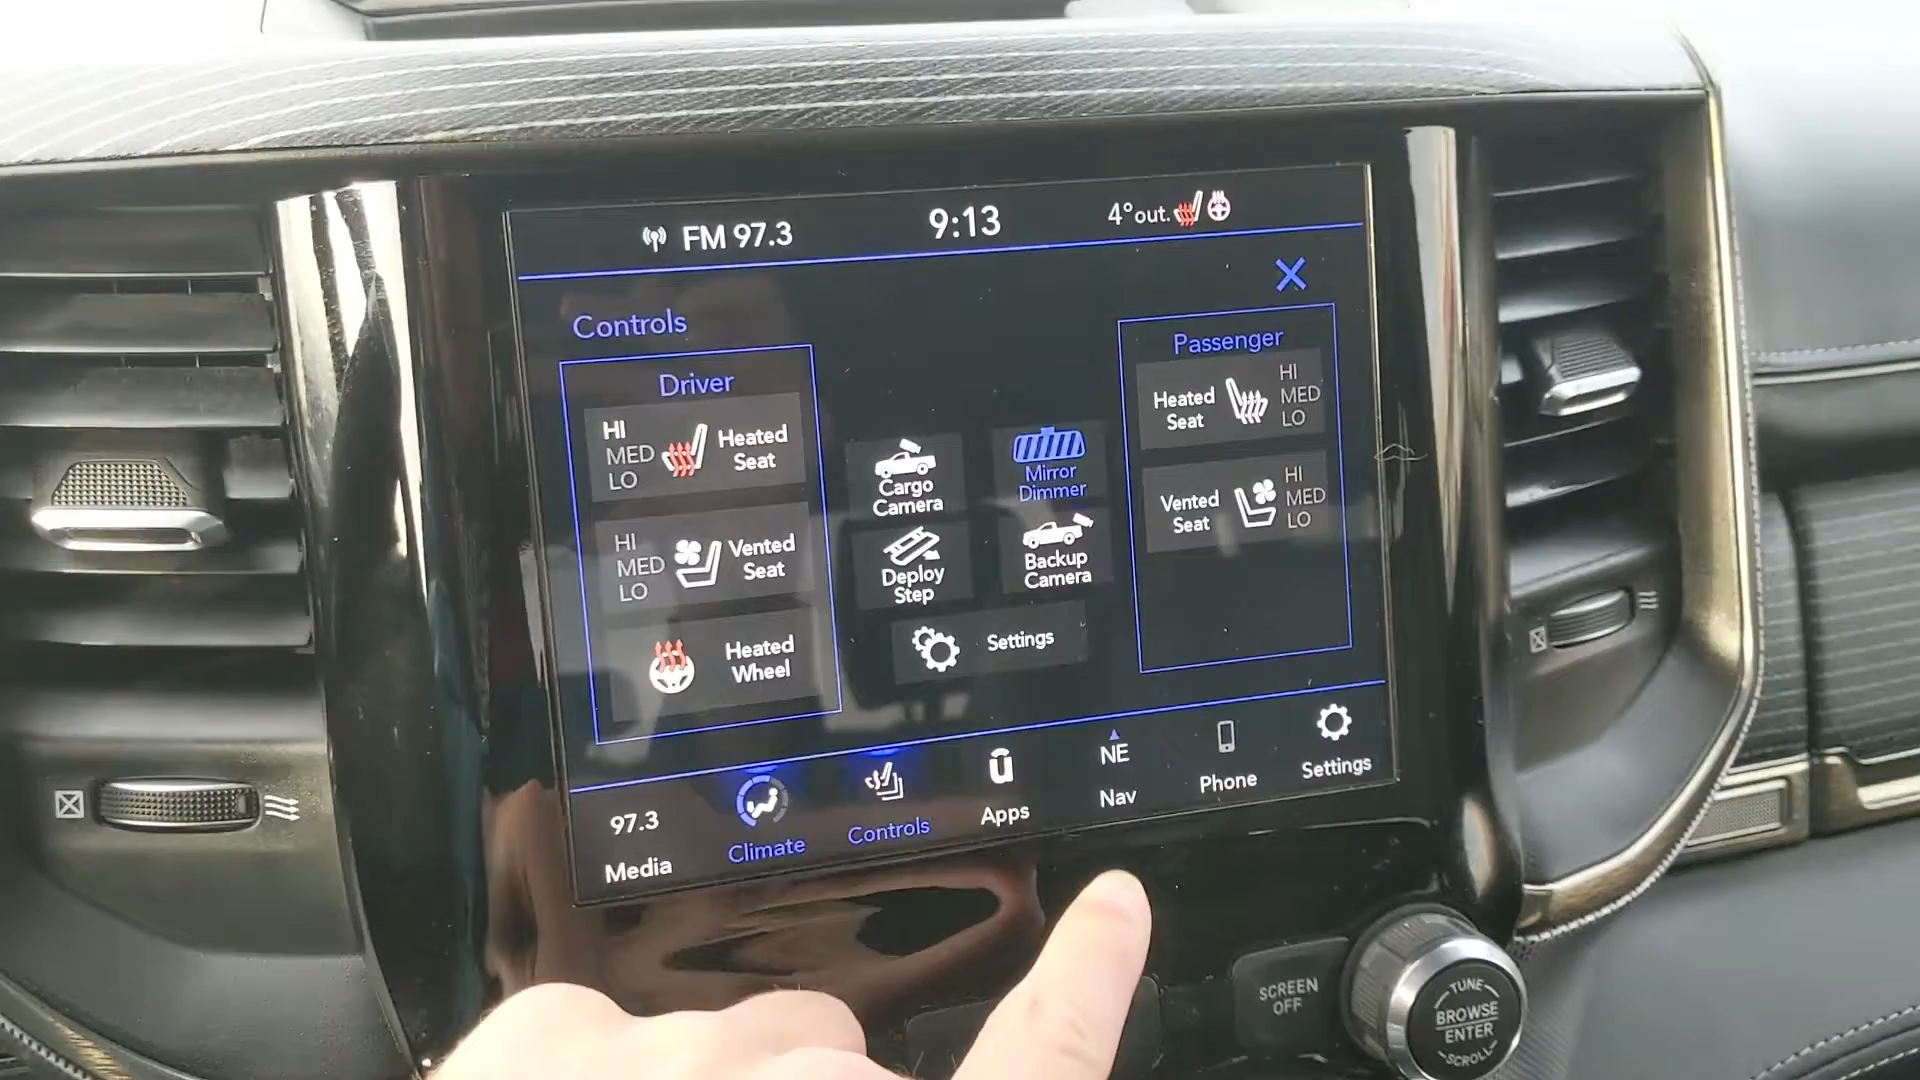 FM 97.3
9:13
4°out.
Controls
Driver
HI
MED
LO
Heated
Seat
HI
MED
LO
Vented
Seat
Heated
Wheel
Cargo
Camera
Mirror
Dimmer
Deploy
Step
Backup
Camera
Settings
Passenger
Heated
Seat
HI
MED
LO
Vented
Seat
HI
MED
LO
97.3
Media
Climate
Controls
Apps
NE
Nav
Phone
Settings
SCREEN
OFF
TUNE
BROWSE
ENTER
SCROLL